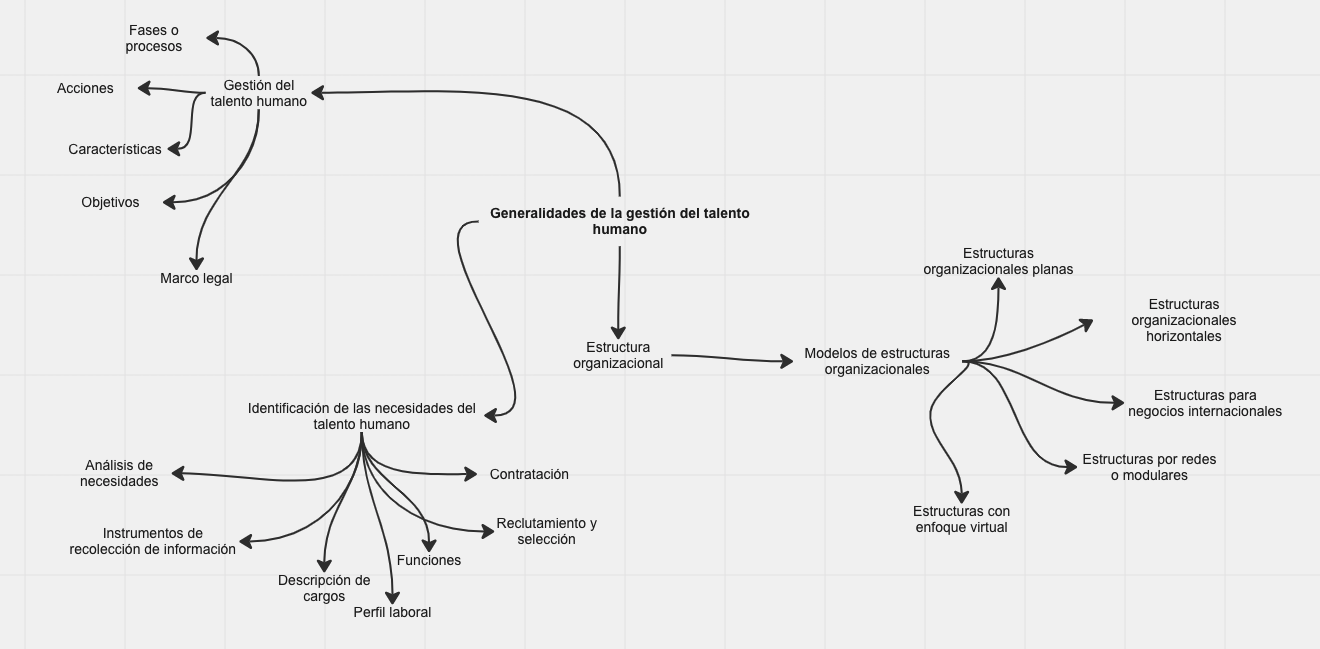 Fases o
procesos
Acciones
Gestión del
talento humano
Características
Objetivos
Marco legal
Generalidades de la gestión del talento
humano
Estructura
organizacional
Modelos de estructuras
organizacionales
Estructuras
organizacionales planas
Estructuras
organizacionales
horizontales
Estructuras para
negocios internacionales
Estructuras por redes
o modulares
Estructuras con
enfoque virtual
Identificación de las necesidades del
talento humano
Análisis de
necesidades
Instrumentos de
recolección de información
Descripción de
cargos
Perfil laboral
Funciones
Reclutamiento y
selección
Contratación